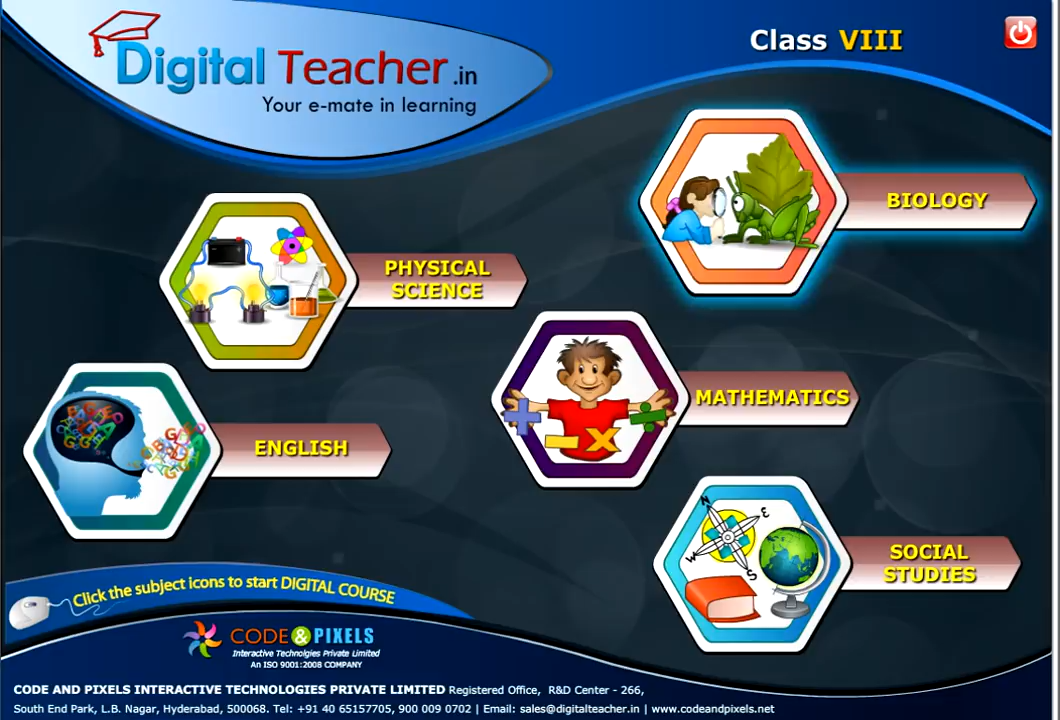 Digital Teacher.in
Your e-mate in learning
Class VIII
BIOLOGY
PHYSICAL
SCIENCE
MATHEMATICS
ENGLISH
N
E
W
S
SOCIAL
STUDIES
Click the subject icons to start DIGITAL COURSE
CODE & PIXELS
Interactive Technolgies Private Limited
An ISO 9001:2008 COMPANY
CODE AND PIXELS INTERACTIVE TECHNOLOGIES PRIVATE LIMITED Registered Office, R&D Center - 266,
South End Park, L.B. Nagar, Hyderabad, 500068. Tel: +91 40 65157705, 900 009 0702 | Email: sales@digitalteacher.in | www.codeandpixels.net